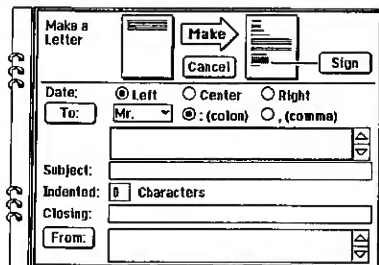 Make a
Letter
Make
Cancel
Sign
Date: Left Center Right
To: Mr. : (colon) , (comma)
Subject:
Indented: 0 Characters
Closing:
From: